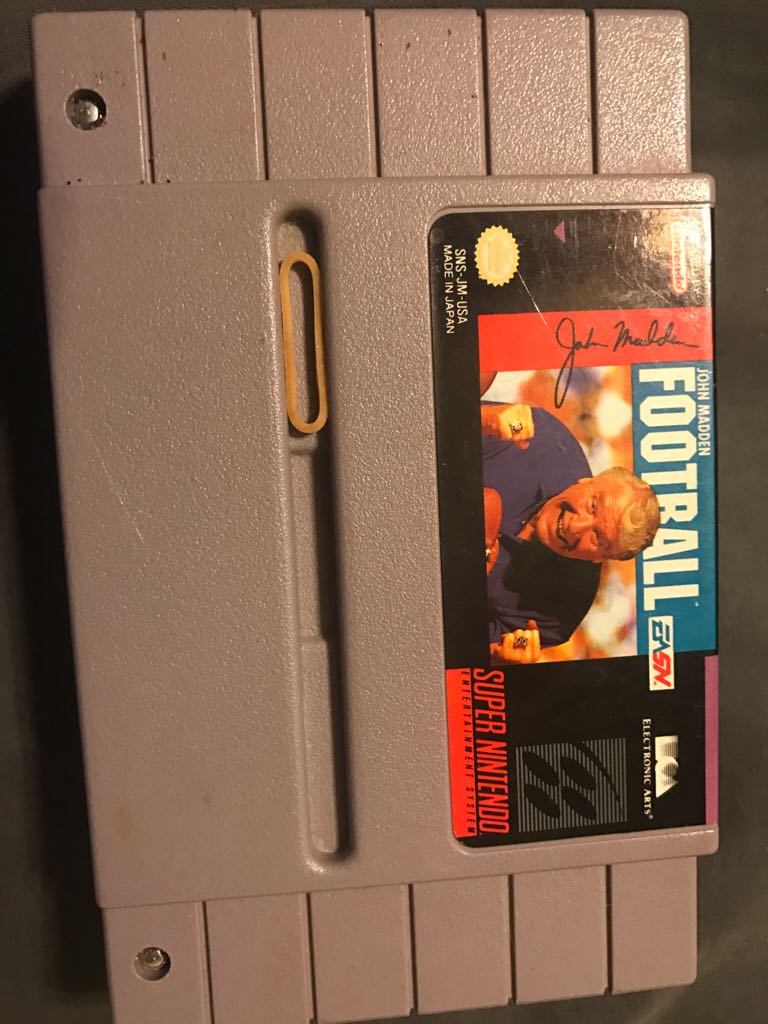 Nintendo
SNS-JM-USA
MADE IN JAPAN
John Madden
JOHN MADDEN
FOOTBALL
EASN
EA
ELECTRONIC ARTS®
SUPER NINTENDO
ENTERTAINMENT SYSTEM